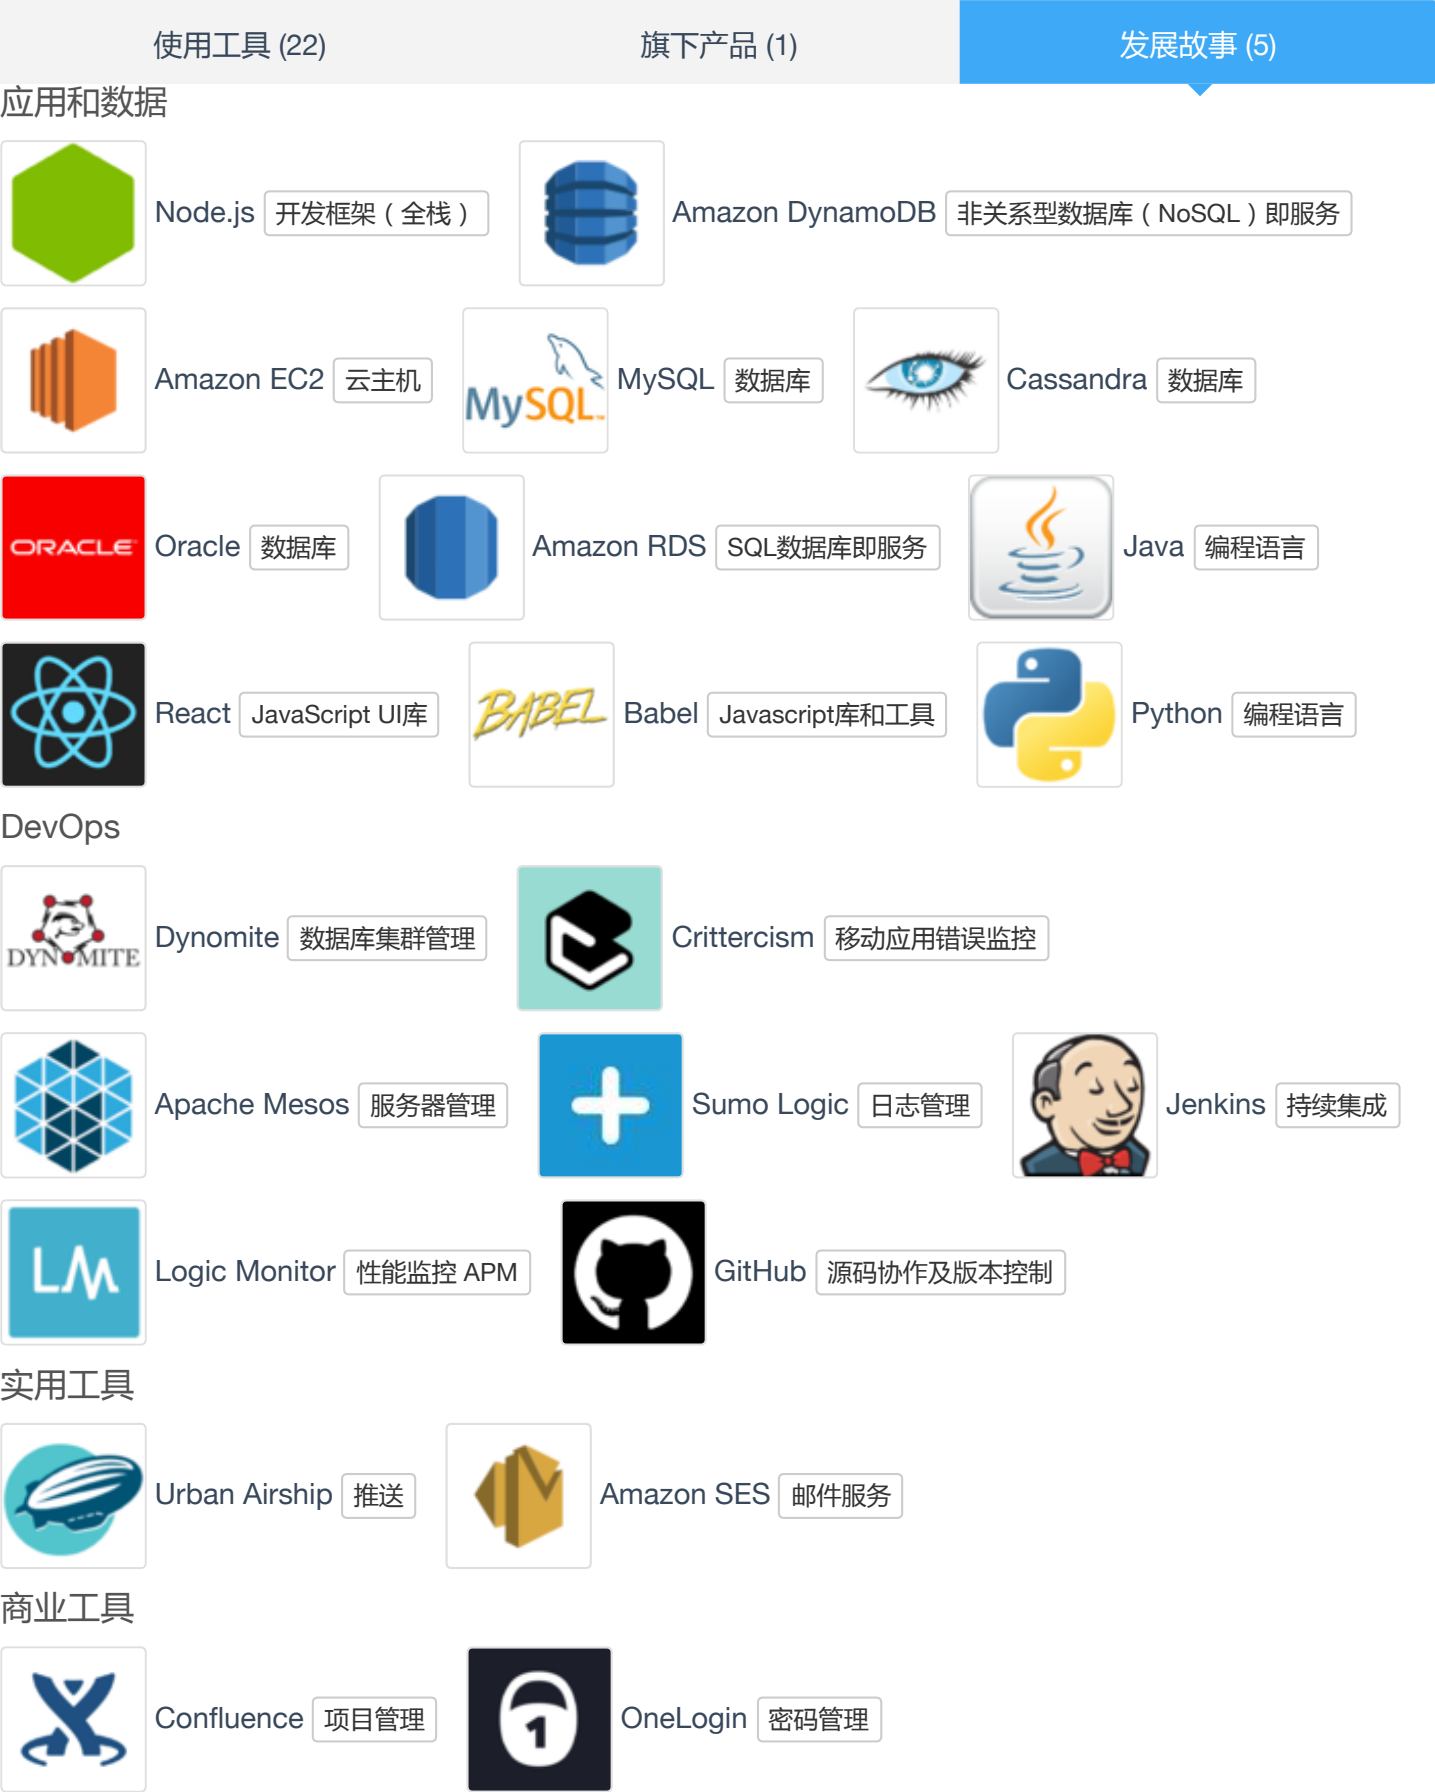 使用工具 (22) 旗下产品 (1) 发展故事 (5)
应用和数据
Node.js 开发框架（全栈） Amazon DynamoDB 非关系型数据库（NoSQL）即服务
Amazon EC2 云主机 MySQL™ MySQL 数据库 Cassandra 数据库
ORACLE Oracle 数据库 Amazon RDS SQL数据库即服务 Java 编程语言
React JavaScript UI库 BABEL Babel Javascript库和工具 Python 编程语言
DevOps
DYNOMITE Dynomite 数据库集群管理 Crittercism 移动应用错误监控
Apache Mesos 服务器管理 Sumo Logic 日志管理 Jenkins 持续集成
LM Logic Monitor 性能监控 APM GitHub 源码协作及版本控制
实用工具
Urban Airship 推送 Amazon SES 邮件服务
商业工具
Confluence 项目管理 1 OneLogin 密码管理